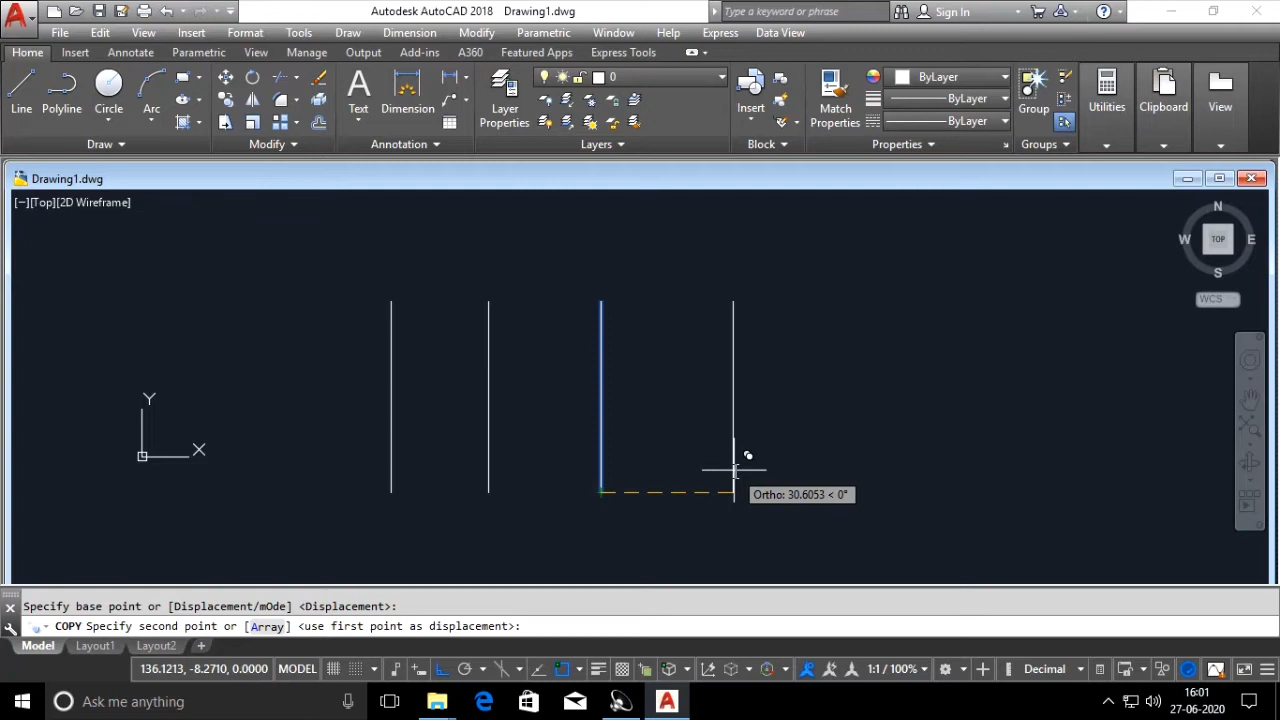 Autodesk AutoCAD 2018 Drawing1.dwg
Type a keyword or phrase
Sign In
File Edit View Insert Format Tools Draw Dimension Modify Parametric Window Help Express Data View
Home Insert Annotate Parametric View Manage Output Add-ins A360 Featured Apps Express Tools
0 ByLayer
Line Polyline Circle Arc Text Dimension Layer Properties Insert Match Properties ByLayer Group Utilities Clipboard View
ByLayer
Draw Modify Annotation Layers Block Properties Groups
Drawing1.dwg
[−][Top][2D Wireframe]
N
W TOP E
S
WCS
Y
X
Ortho: 30.6053 < 0°
Specify base point or [Displacement/mOde] <Displacement>:
COPY Specify second point or [Array] <use first point as displacement>:
Model Layout1 Layout2 +
136.1213, -8.2710, 0.0000 MODEL 1:1 / 100% Decimal
Ask me anything
16:01
27-06-2020